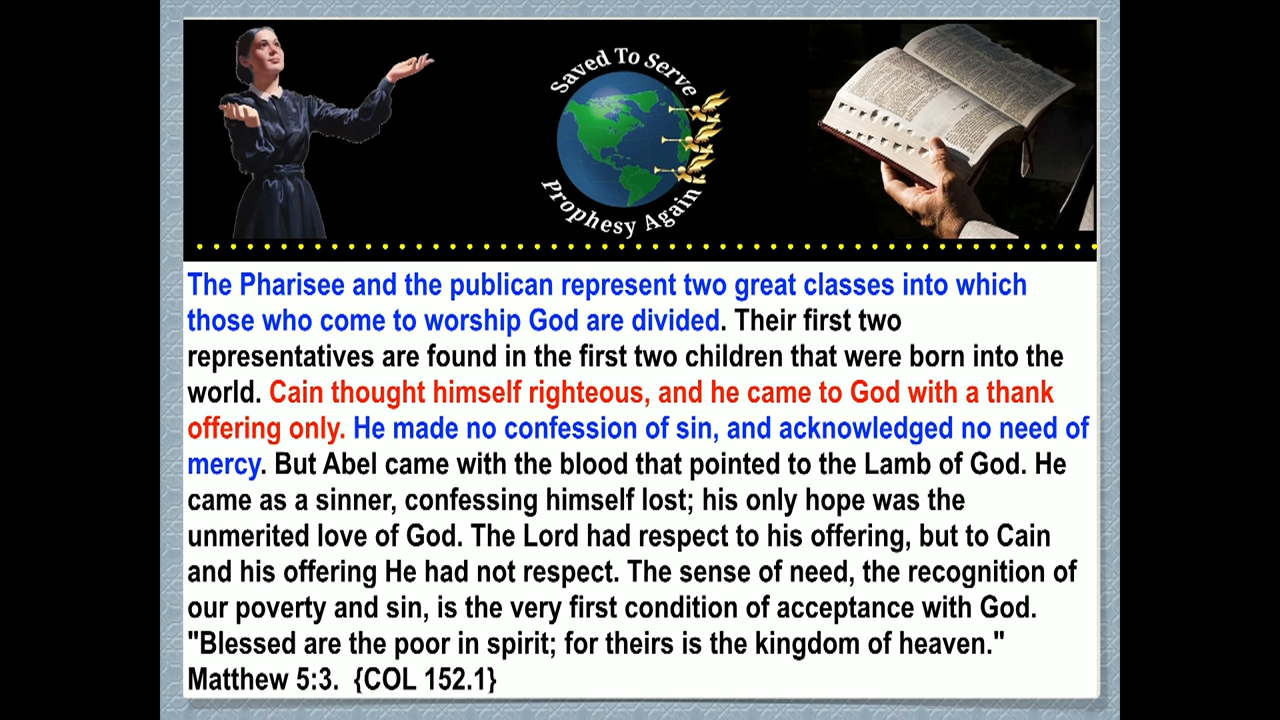 Saved To Serve
Prophesy Again
The Pharisee and the publican represent two great classes into which
those who come to worship God are divided. Their first two
representatives are found in the first two children that were born into the
world. Cain thought himself righteous, and he came to God with a thank
offering only. He made no confession of sin, and acknowledged no need of
mercy. But Abel came with the blood that pointed to the Lamb of God. He
came as a sinner, confessing himself lost; his only hope was the
unmerited love of God. The Lord had respect to his offering, but to Cain
and his offering He had not respect. The sense of need, the recognition of
our poverty and sin, is the very first condition of acceptance with God.
"Blessed are the poor in spirit; for theirs is the kingdom of heaven."
Matthew 5:3.  {COL 152.1}